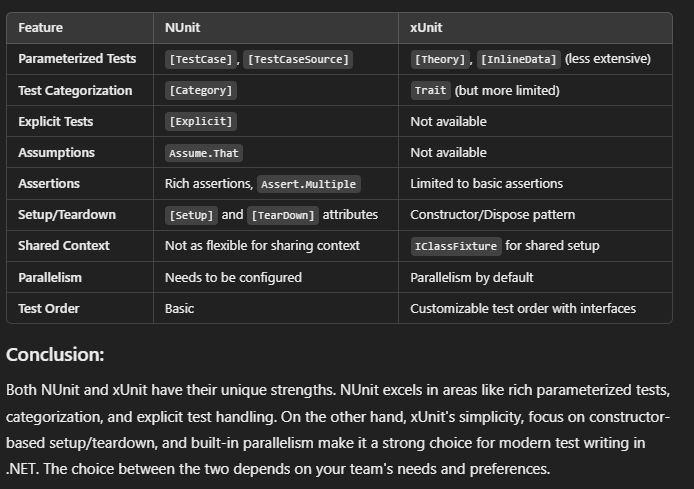 Feature NUnit xUnit
Parameterized Tests [TestCase], [TestCaseSource] [Theory], [InlineData] (less extensive)
Test Categorization [Category] Trait (but more limited)
Explicit Tests [Explicit] Not available
Assumptions Assume.That Not available
Assertions Rich assertions, Assert.Multiple Limited to basic assertions
Setup/Teardown [SetUp] and [TearDown] attributes Constructor/Dispose pattern
Shared Context Not as flexible for sharing context IClassFixture for shared setup
Parallelism Needs to be configured Parallelism by default
Test Order Basic Customizable test order with interfaces
Conclusion:
Both NUnit and xUnit have their unique strengths. NUnit excels in areas like rich parameterized tests,
categorization, and explicit test handling. On the other hand, xUnit's simplicity, focus on constructor-
based setup/teardown, and built-in parallelism make it a strong choice for modern test writing in
.NET. The choice between the two depends on your team's needs and preferences.